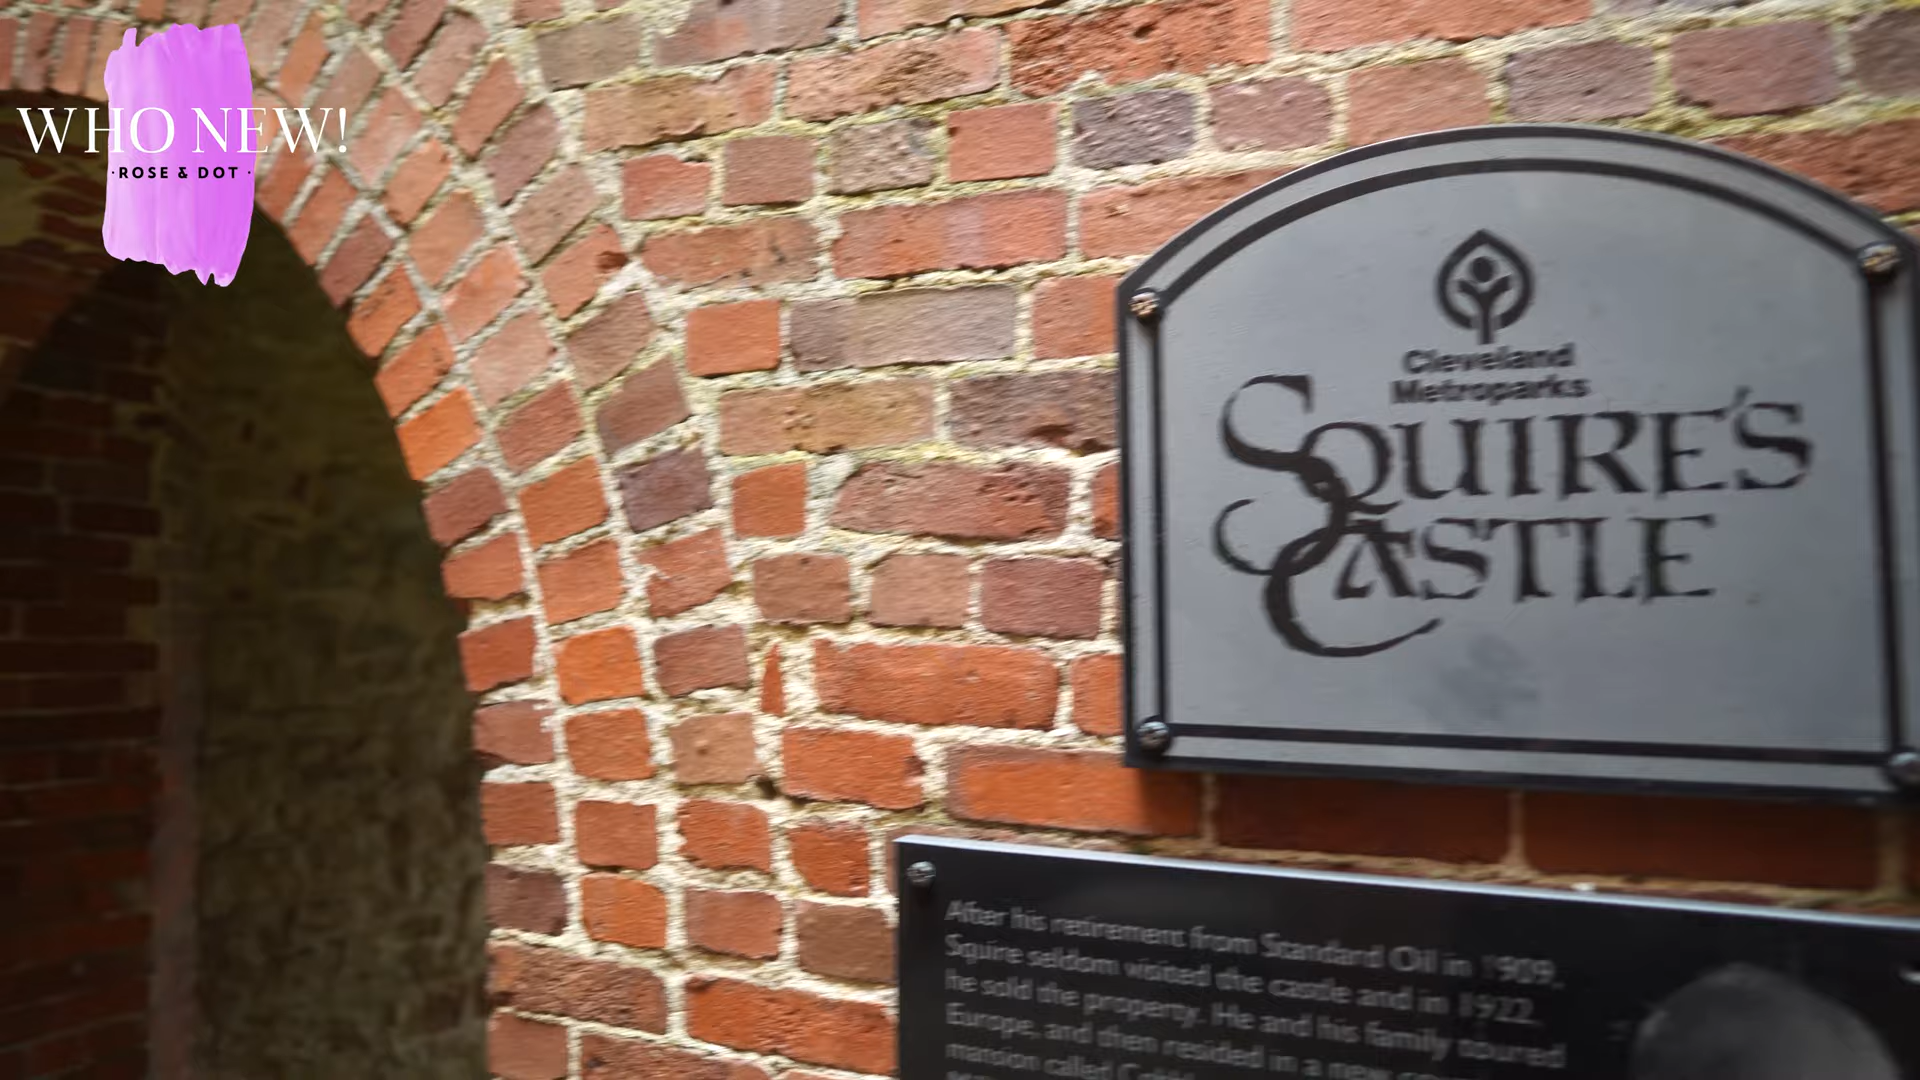 WHO NEW!
·ROSE & DOT·
Cleveland
Metroparks
SQUIRE'S
CASTLE
After his retirement from Standard Oil in 1909,
Squire seldom visited the castle and in 1922,
he sold the property. He and his family toured
Europe, and then resided in a new
mansion called